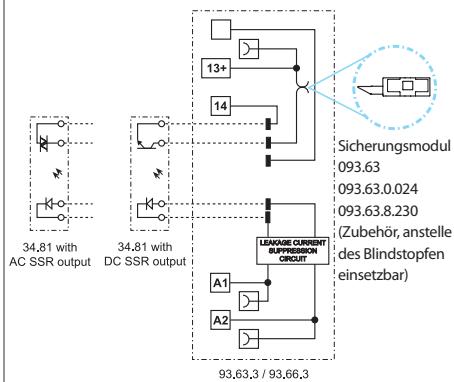 13+
14
Sicherungsmodul
093.63
093.63.0.024
093.63.8.230
(Zubehör, anstelle
des Blindstopfen
einsetzbar)
34.81 with
AC SSR output
34.81 with
DC SSR output
LEAKAGE CURRENT
SUPPRESSION
CIRCUIT
A1
A2
93.63.3 / 93.66.3